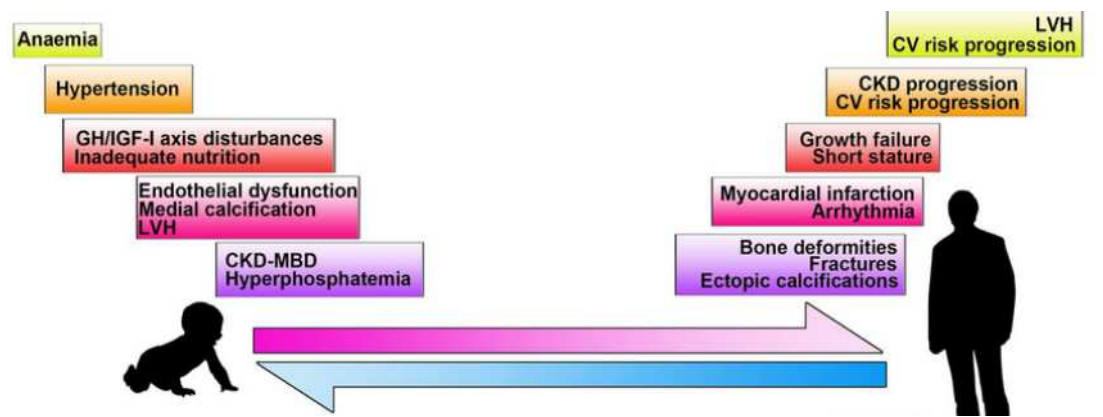 Anaemia
Hypertension
GH/IGF-I axis disturbances
Inadequate nutrition
Endothelial dysfunction
Medial calcification
LVH
CKD-MBD
Hyperphosphatemia
LVH
CV risk progression
CKD progression
CV risk progression
Growth failure
Short stature
Myocardial infarction
Arrhythmia
Bone deformities
Fractures
Ectopic calcifications